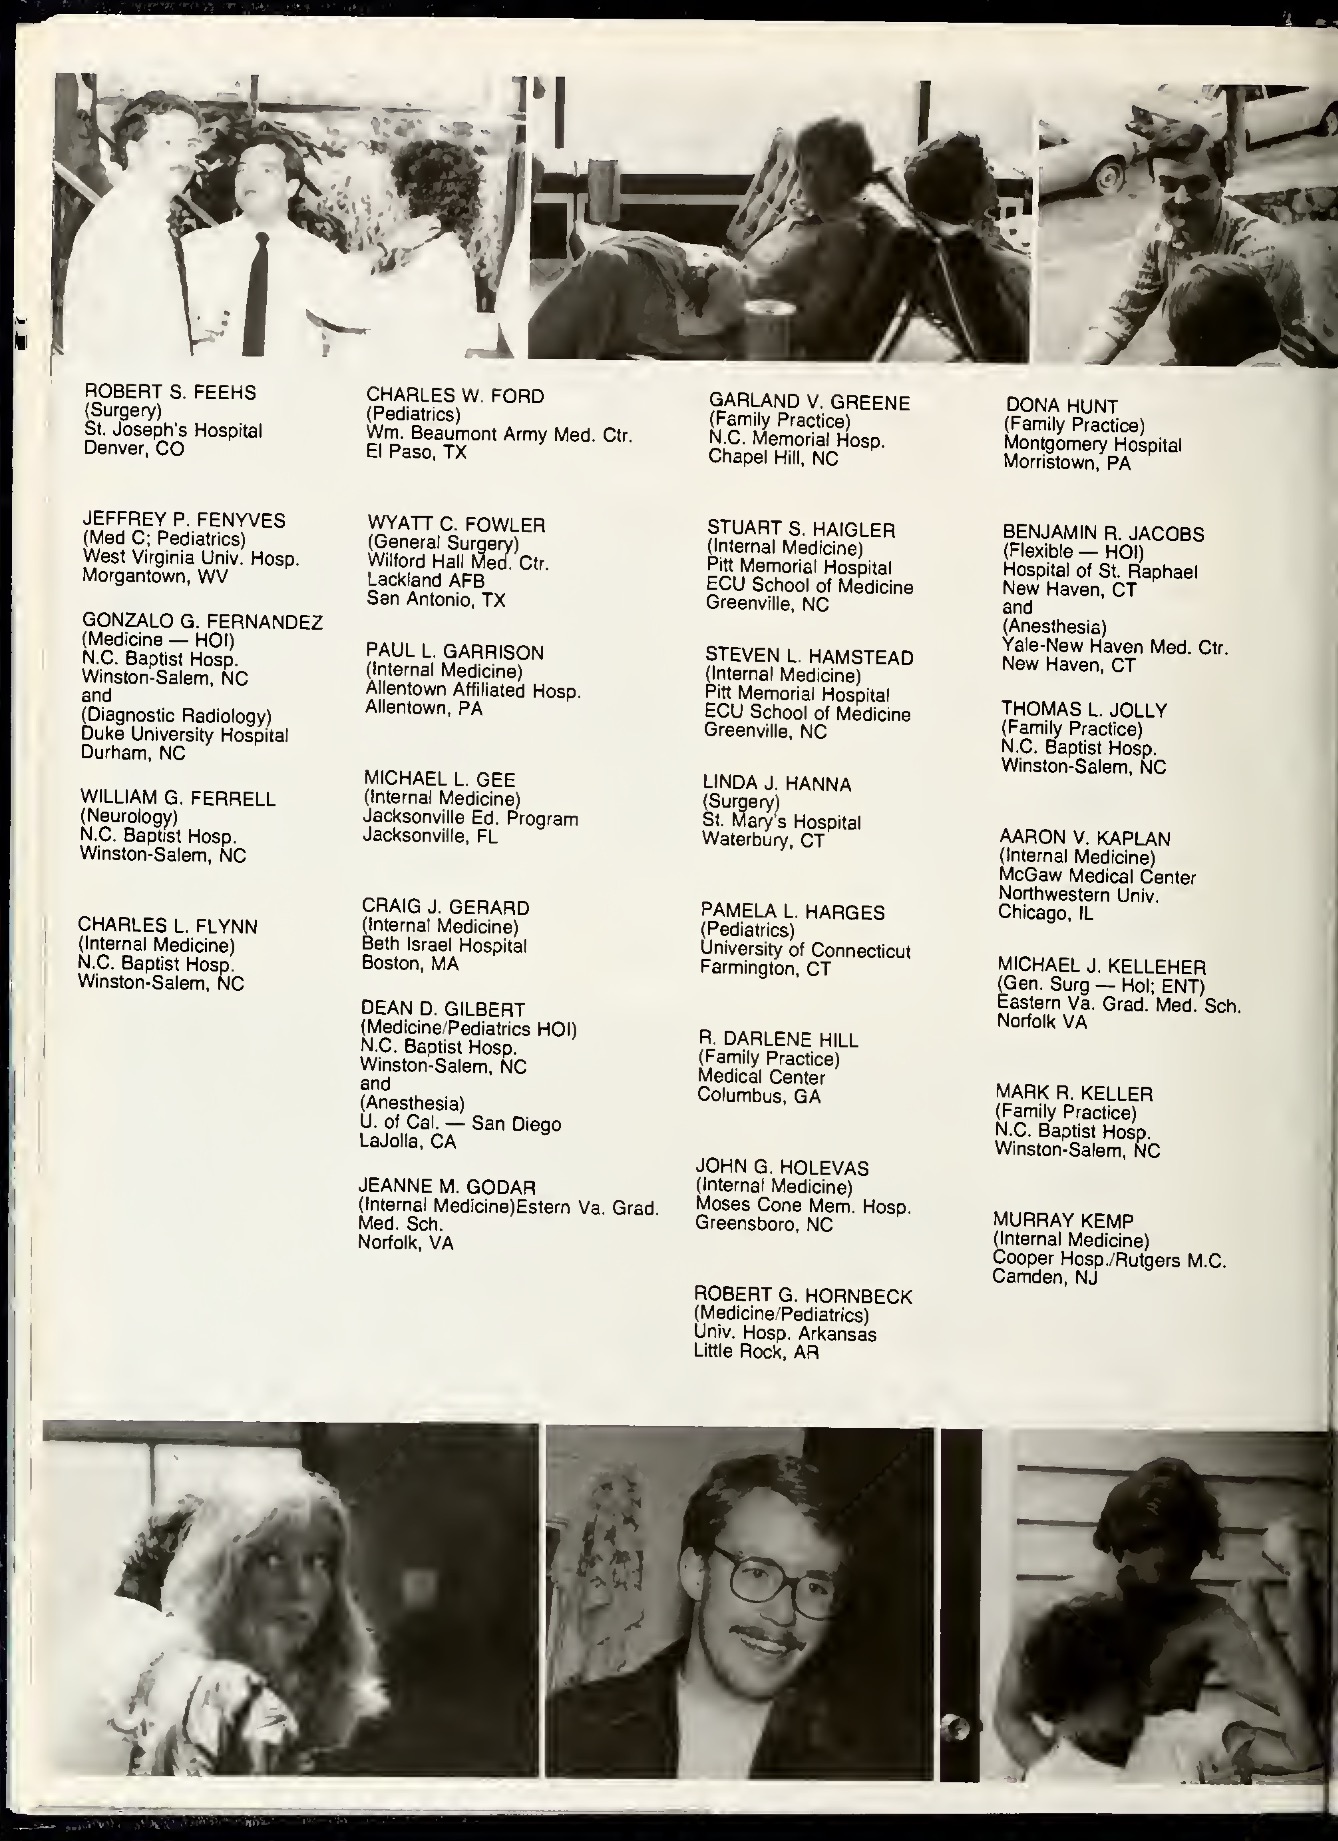 ROBERT S. FEEHS
(Surgery)
St. Joseph's Hospital
Denver, CO
JEFFREY P. FENYVES
(Med C; Pediatrics)
West Virginia Univ. Hosp.
Morgantown, WV
GONZALO G. FERNANDEZ
(Medicine — HOI)
N.C. Baptist Hosp.
Winston-Salem, NC
and
(Diagnostic Radiology)
Duke University Hospital
Durham, NC
WILLIAM G. FERRELL
(Neurology)
N.C. Baptist Hosp.
Winston-Salem, NC
CHARLES L. FLYNN
(Internal Medicine)
N.C. Baptist Hosp.
Winston-Salem, NC
CHARLES W. FORD
(Pediatrics)
Wm. Beaumont Army Med. Ctr.
El Paso, TX
WYATT C. FOWLER
(General Surgery)
Wilford Hall Med. Ctr.
Lackland AFB
San Antonio, TX
PAUL L. GARRISON
(Internal Medicine)
Allentown Affiliated Hosp.
Allentown, PA
MICHAEL L. GEE
(Internal Medicine)
Jacksonville Ed. Program
Jacksonville, FL
CRAIG J. GERARD
(Internal Medicine)
Beth Israel Hospital
Boston, MA
DEAN D. GILBERT
(Medicine/Pediatrics HOI)
N.C. Baptist Hosp.
Winston-Salem, NC
and
(Anesthesia)
U. of Cal. — San Diego
LaJolla, CA
JEANNE M. GODAR
(Internal Medicine)Estern Va. Grad.
Med. Sch.
Norfolk, VA
GARLAND V. GREENE
(Family Practice)
N.C. Memorial Hosp.
Chapel Hill, NC
STUART S. HAIGLER
(Internal Medicine)
Pitt Memorial Hospital
ECU School of Medicine
Greenville, NC
STEVEN L. HAMSTEAD
(Internal Medicine)
Pitt Memorial Hospital
ECU School of Medicine
Greenville, NC
LINDA J. HANNA
(Surgery)
St. Mary's Hospital
Waterbury, CT
PAMELA L. HARGES
(Pediatrics)
University of Connecticut
Farmington, CT
R. DARLENE HILL
(Family Practice)
Medical Center
Columbus, GA
JOHN G. HOLEVAS
(Internal Medicine)
Moses Cone Mem. Hosp.
Greensboro, NC
ROBERT G. HORNBECK
(Medicine/Pediatrics)
Univ. Hosp. Arkansas
Little Rock, AR
DONA HUNT
(Family Practice)
Montgomery Hospital
Morristown, PA
BENJAMIN R. JACOBS
(Flexible — HOI)
Hospital of St. Raphael
New Haven, CT
and
(Anesthesia)
Yale-New Haven Med. Ctr.
New Haven, CT
THOMAS L. JOLLY
(Family Practice)
N.C. Baptist Hosp.
Winston-Salem, NC
AARON V. KAPLAN
(Internal Medicine)
McGaw Medical Center
Northwestern Univ.
Chicago, IL
MICHAEL J. KELLEHER
(Gen. Surg — Hol; ENT)
Eastern Va. Grad. Med. Sch.
Norfolk VA
MARK R. KELLER
(Family Practice)
N.C. Baptist Hosp.
Winston-Salem, NC
MURRAY KEMP
(Internal Medicine)
Cooper Hosp./Rutgers M.C.
Camden, NJ